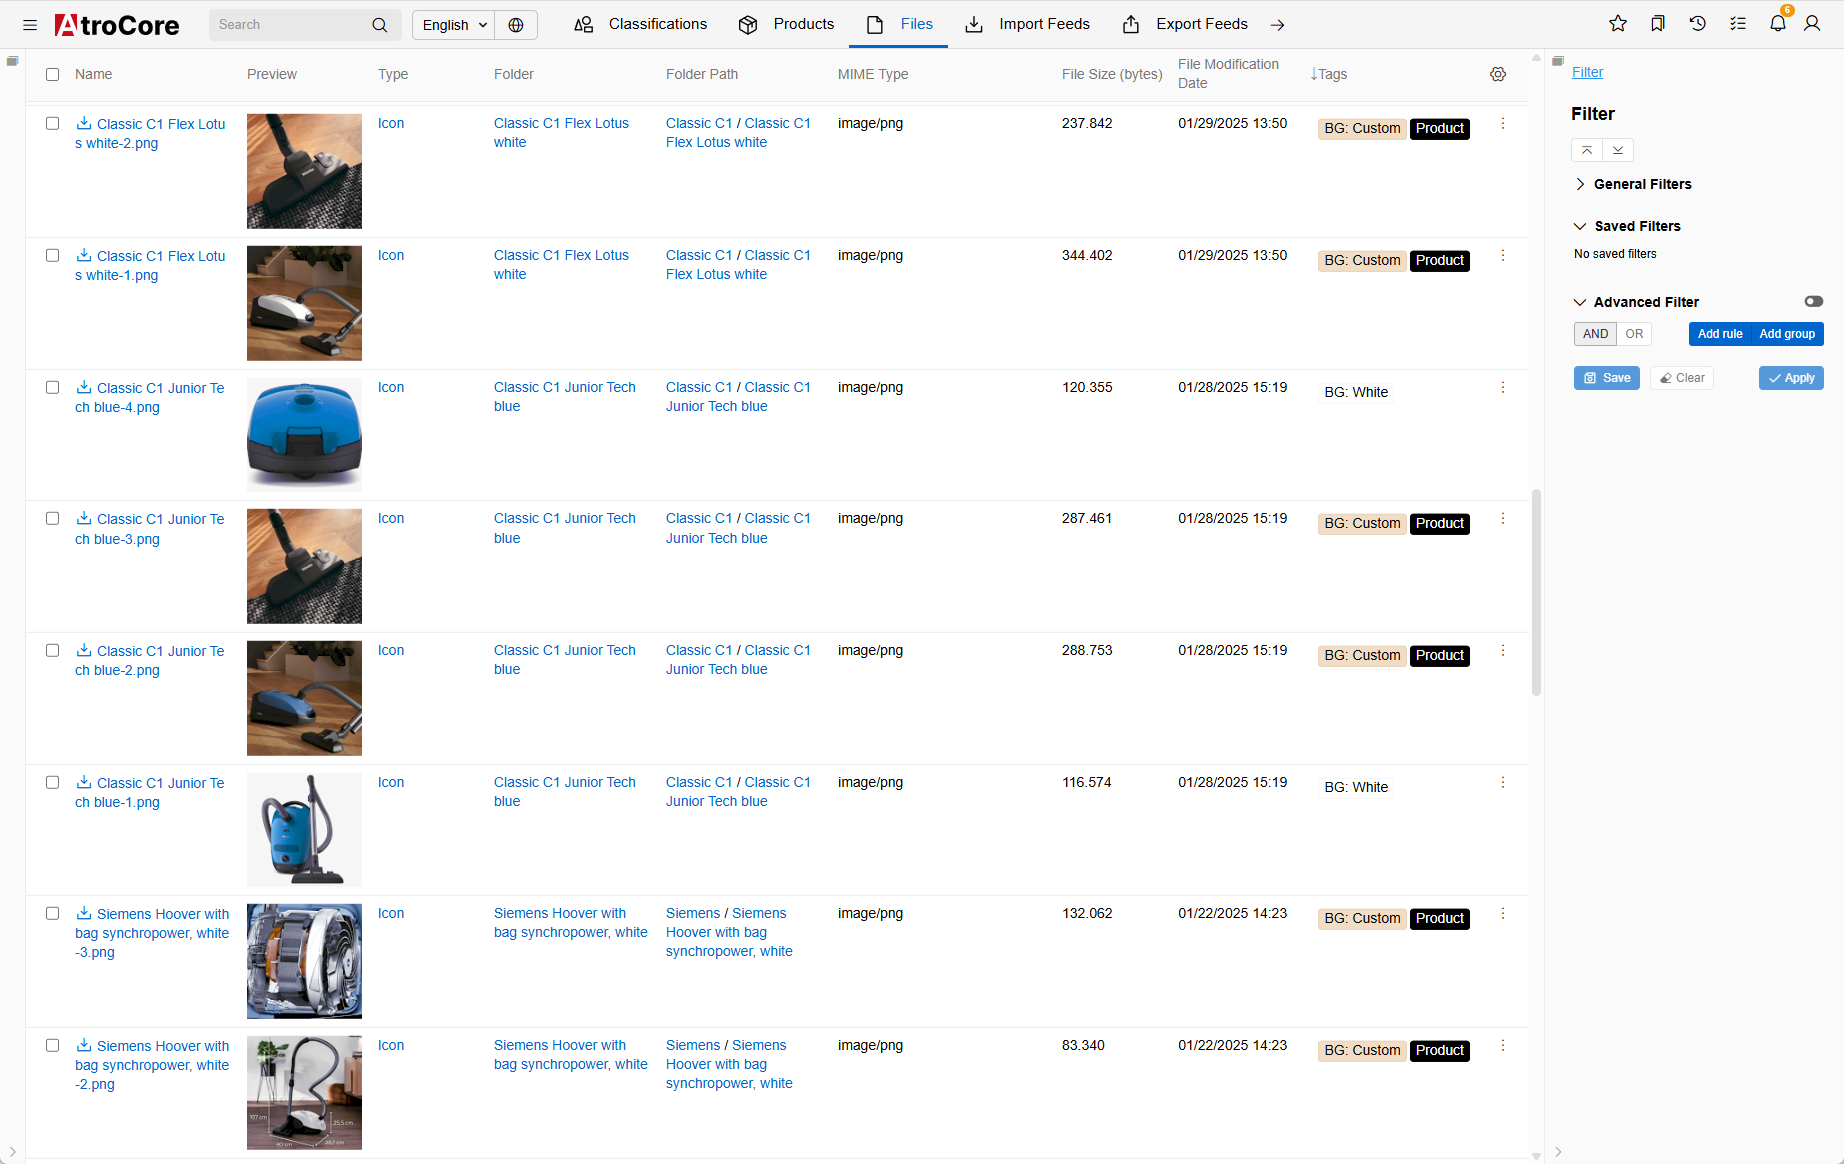 AtroCore
Search
English
Classifications
Products
Files
Import Feeds
Export Feeds
6
Name
Preview
Type
Folder
Folder Path
MIME Type
File Size (bytes)
File Modification
Date
↓Tags
Classic C1 Flex Lotu
s white-2.png
Icon
Classic C1 Flex Lotus
white
Classic C1 / Classic C1
Flex Lotus white
image/png
237.842
01/29/2025 13:50
BG: Custom
Product
Classic C1 Flex Lotu
s white-1.png
Icon
Classic C1 Flex Lotus
white
Classic C1 / Classic C1
Flex Lotus white
image/png
344.402
01/29/2025 13:50
BG: Custom
Product
Classic C1 Junior Te
ch blue-4.png
Icon
Classic C1 Junior Tech
blue
Classic C1 / Classic C1
Junior Tech blue
image/png
120.355
01/28/2025 15:19
BG: White
Classic C1 Junior Te
ch blue-3.png
Icon
Classic C1 Junior Tech
blue
Classic C1 / Classic C1
Junior Tech blue
image/png
287.461
01/28/2025 15:19
BG: Custom
Product
Classic C1 Junior Te
ch blue-2.png
Icon
Classic C1 Junior Tech
blue
Classic C1 / Classic C1
Junior Tech blue
image/png
288.753
01/28/2025 15:19
BG: Custom
Product
Classic C1 Junior Te
ch blue-1.png
Icon
Classic C1 Junior Tech
blue
Classic C1 / Classic C1
Junior Tech blue
image/png
116.574
01/28/2025 15:19
BG: White
Siemens Hoover with
bag synchropower, white
-3.png
Icon
Siemens Hoover with
bag synchropower, white
Siemens / Siemens
Hoover with bag
synchropower, white
image/png
132.062
01/22/2025 14:23
BG: Custom
Product
Siemens Hoover with
bag synchropower, white
-2.png
25,5 cm
40 cm
Icon
Siemens Hoover with
bag synchropower, white
Siemens / Siemens
Hoover with bag
synchropower, white
image/png
83.340
01/22/2025 14:23
BG: Custom
Product
Filter
Filter
General Filters
Saved Filters
No saved filters
Advanced Filter
AND
OR
Add rule
Add group
Save
Clear
Apply